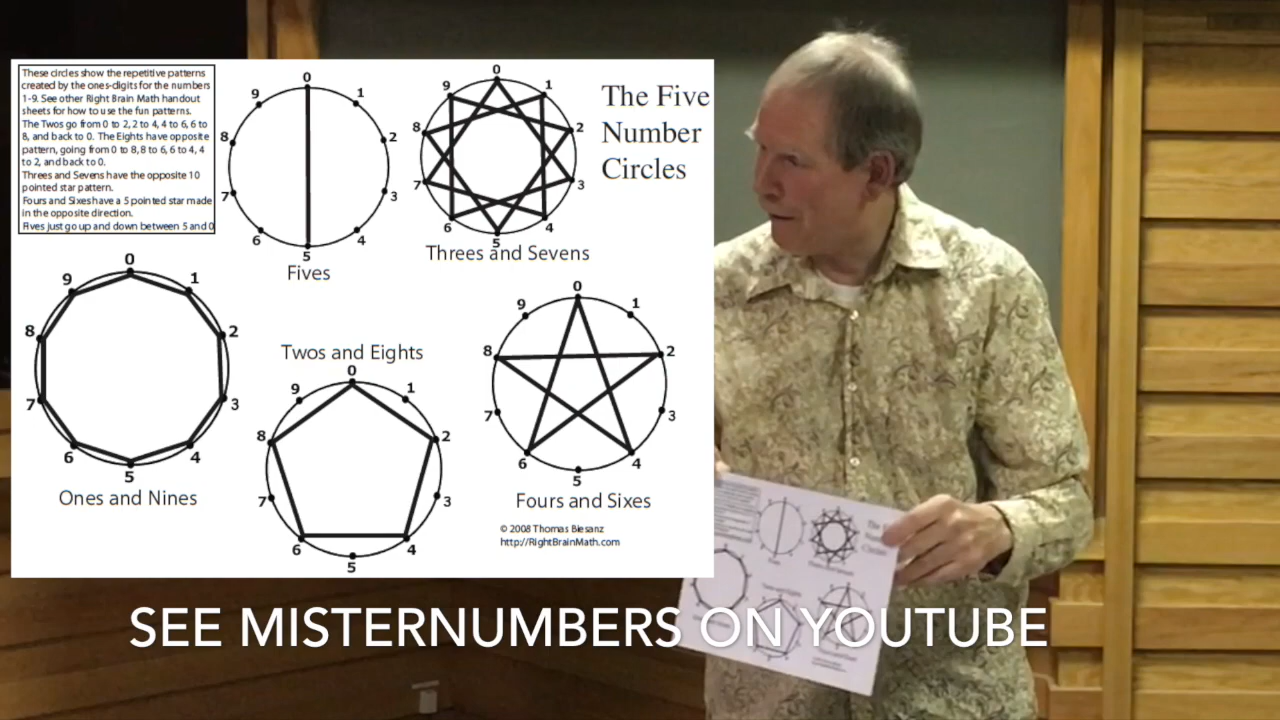 These circles show the repetitive patterns
created by the ones-digits for the numbers
1-9. See other Right Brain Math handout
sheets for how to use the fun patterns.
The Twos go from 0 to 2, 2 to 4, 4 to 6, 6 to
8, and back to 0. The Eights have opposite
pattern, going from 0 to 8, 8 to 6, 6 to 4, 4
to 2, and back to 0.
Threes and Sevens have the opposite 10
pointed star pattern.
Fours and Sixes have a 5 pointed star made
in the opposite direction.
Fives just go up and down between 5 and 0
0
1
2
3
4
5
6
7
8
9
Fives
0
1
2
3
4
5
6
7
8
9
Threes and Sevens
The Five
Number
Circles
0
1
2
3
4
5
6
7
8
9
Ones and Nines
Twos and Eights
0
1
2
3
4
5
6
7
8
9
0
1
2
3
4
5
6
7
8
9
Fours and Sixes
© 2008 Thomas Biesanz
http://RightBrainMath.com
SEE MISTERNUMBERS ON YOUTUBE